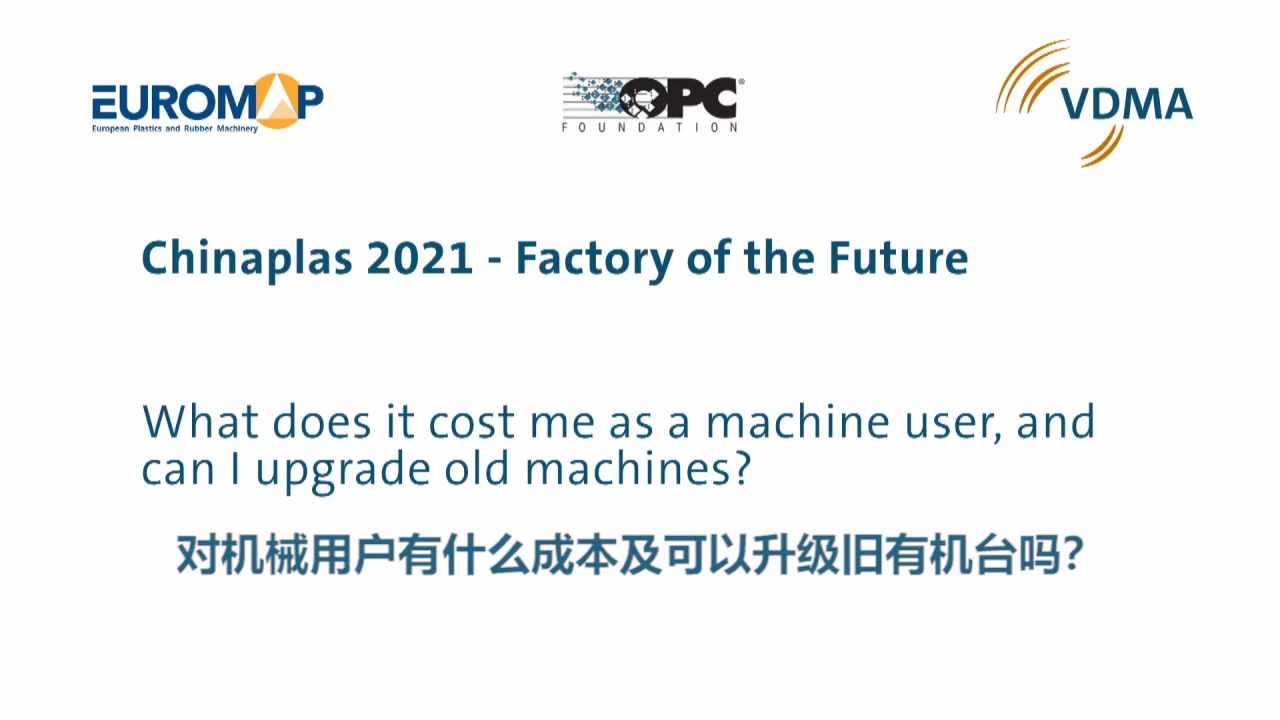 EUROMAP
European Plastics and Rubber Machinery
OPC®
FOUNDATION
VDMA
Chinaplas 2021 - Factory of the Future
What does it cost me as a machine user, and
can I upgrade old machines?
对机械用户有什么成本及可以升级旧有机台吗?